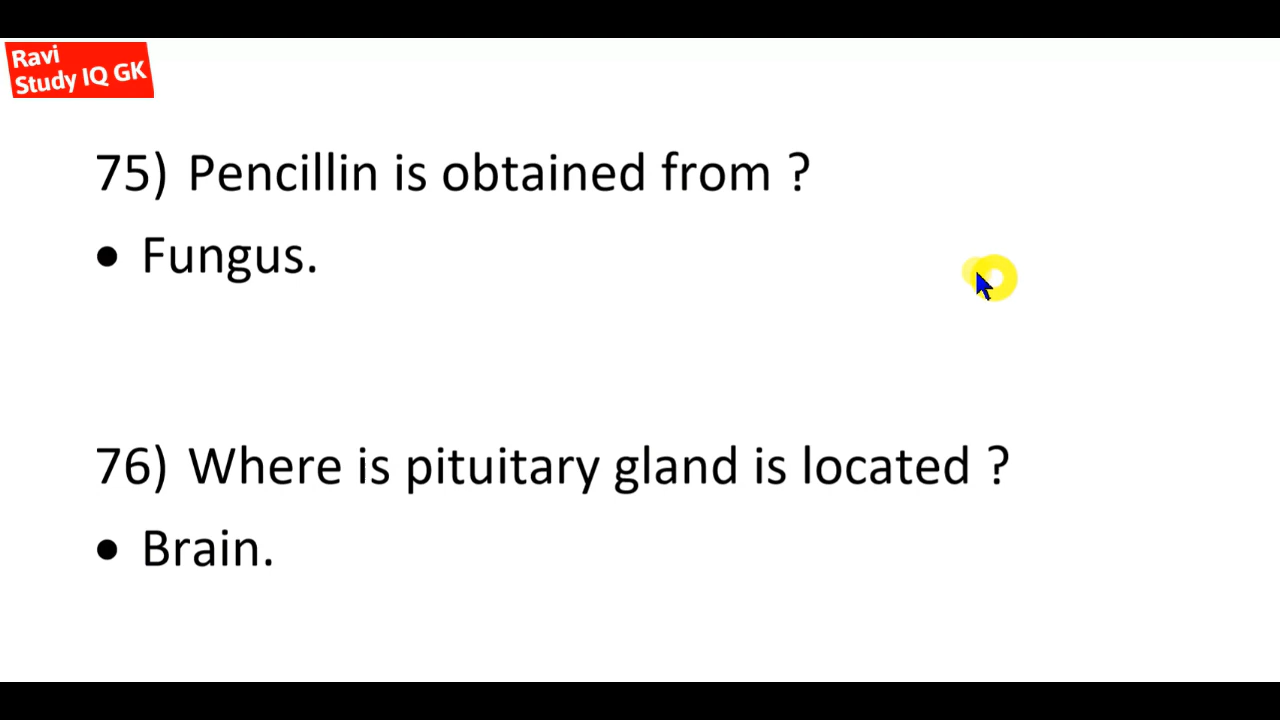 Ravi
Study IQ GK
75) Pencillin is obtained from ?
• Fungus.
76) Where is pituitary gland is located ?
• Brain.